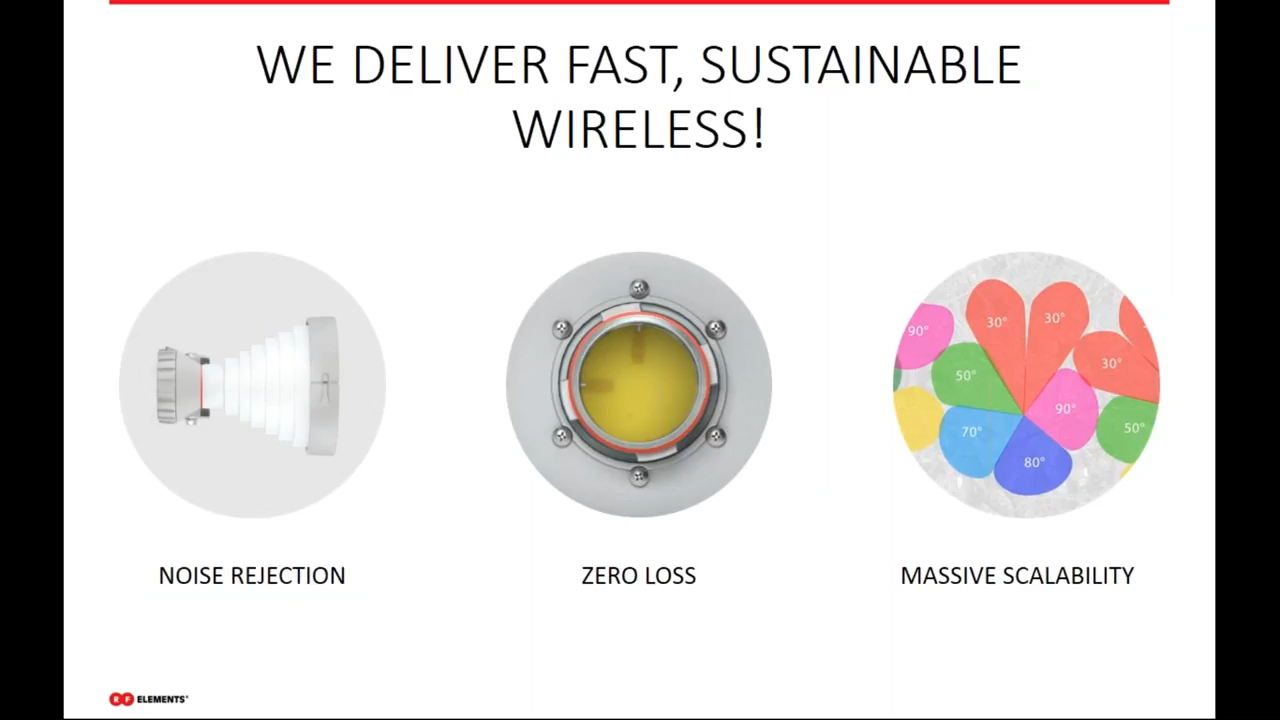 WE DELIVER FAST, SUSTAINABLE
WIRELESS!
90°
30°
30°
30°
50°
90°
50°
70°
80°
NOISE REJECTION
ZERO LOSS
MASSIVE SCALABILITY
RF ELEMENTS®